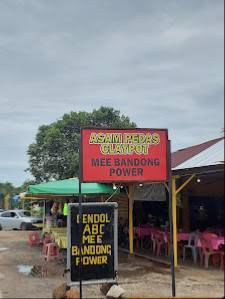 ASAM PEDAS
CLAYPOT
MEE BANDONG
POWER
CENDOL
ABC
MEE
BANDONG
POWER